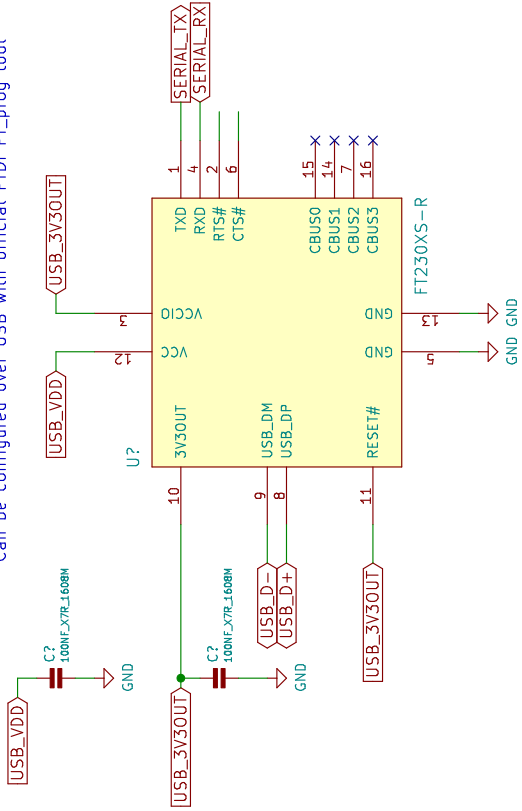 Can be configured over USB with official FTDI FT_prog tool
USB_VDD
C?
100NF_X7R_1608M
GND
USB_VDD
USB_3V3OUT
12
3
VCC
VCCIO
U?
USB_3V3OUT
10
3V3OUT
TXD
1
SERIAL_TX
RXD
4
SERIAL_RX
C?
100NF_X7R_1608M
GND
RTS#
2
CTS#
6
USB_D-
9
USB_DM
USB_D+
8
USB_DP
CBUS0
15
CBUS1
14
CBUS2
7
USB_3V3OUT
11
RESET#
CBUS3
16
GND
GND
5
13
FT230XS-R
GND
GND